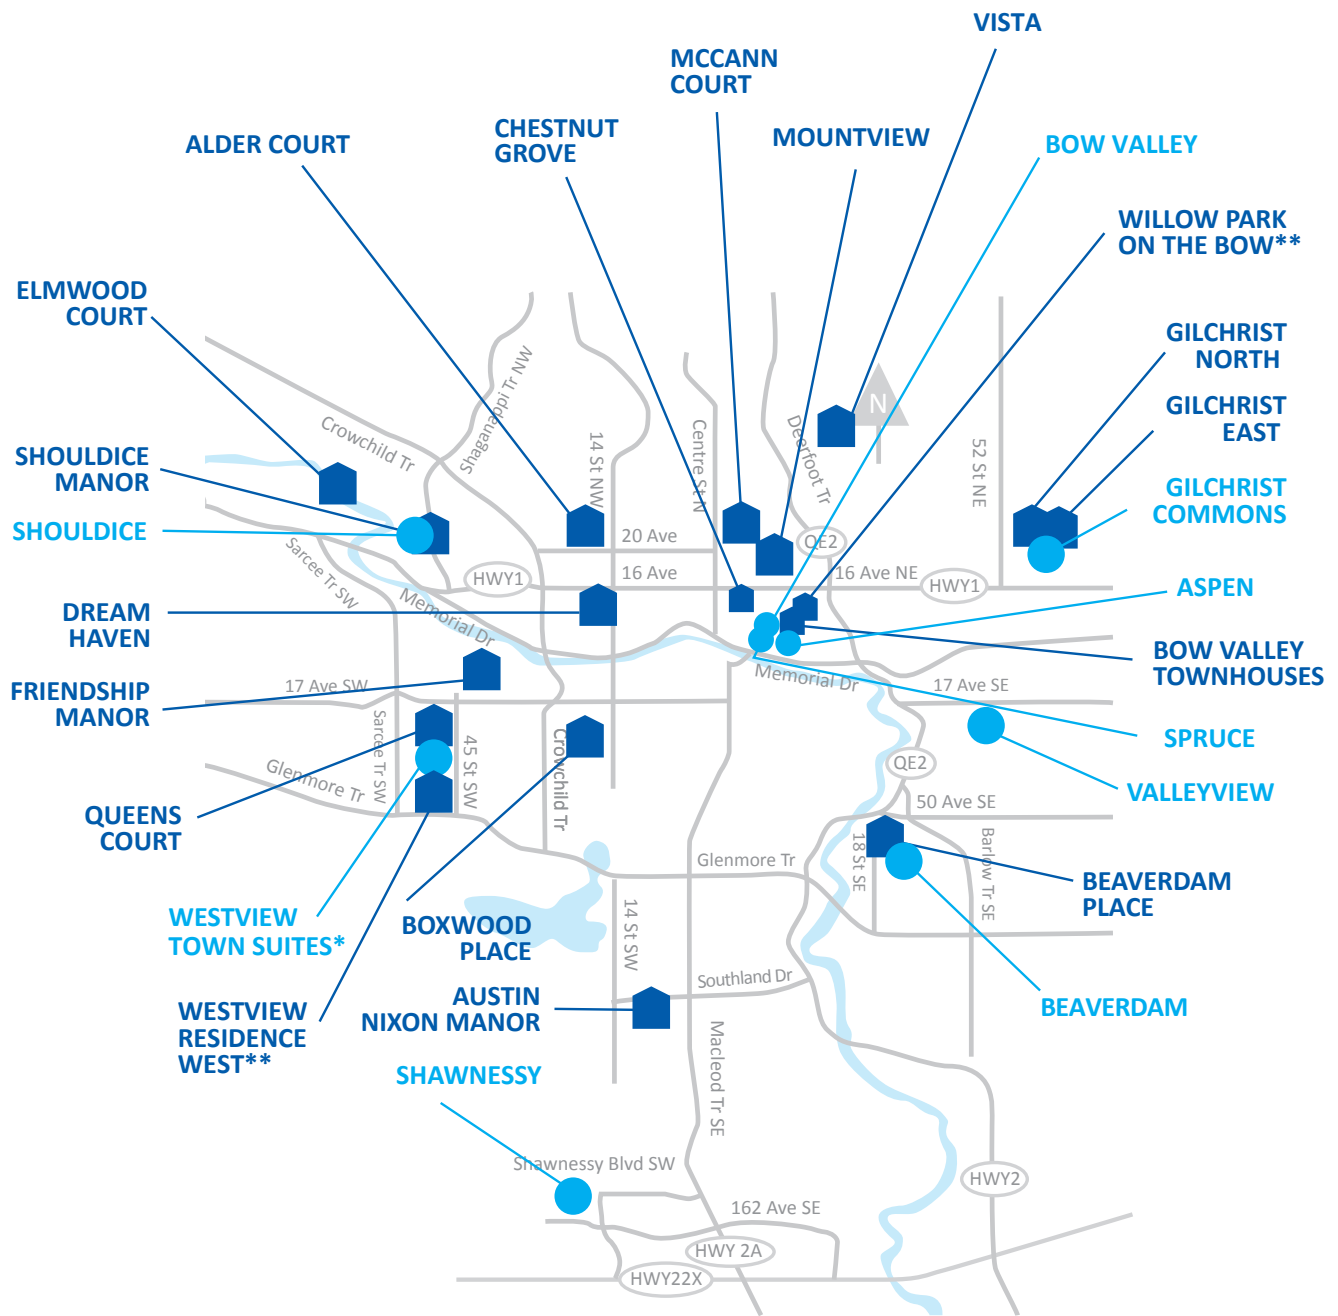 VISTA
MCCANN
COURT
CHESTNUT
GROVE
MOUNTVIEW
BOW VALLEY
ALDER COURT
WILLOW PARK
ON THE BOW**
ELMWOOD
COURT
GILCHRIST
NORTH
GILCHRIST
EAST
SHOULDICE
MANOR
GILCHRIST
COMMONS
SHOULDICE
ASPEN
DREAM
HAVEN
BOW VALLEY
TOWNHOUSES
FRIENDSHIP
MANOR
SPRUCE
VALLEYVIEW
QUEENS
COURT
BEAVERDAM
PLACE
WESTVIEW
TOWN SUITES*
BOXWOOD
PLACE
WESTVIEW
RESIDENCE
WEST**
AUSTIN
NIXON MANOR
BEAVERDAM
SHAWNESSY
N
Crowchild Tr
Shaganappi Tr NW
14 St NW
Centre St N
Deerfoot Tr
52 St NE
20 Ave
QE2
16 Ave
16 Ave NE
HWY1
HWY1
Sarcee Tr SW
Memorial Dr
Memorial Dr
17 Ave SW
17 Ave SE
Sarcee Tr SW
45 St SW
Crowchild Tr
Glenmore Tr
QE2
50 Ave SE
18 St SE
Barlow Tr SE
Glenmore Tr
14 St SW
Southland Dr
Macleod Tr SE
Shawnessy Blvd SW
HWY2
162 Ave SE
HWY 2A
HWY22X